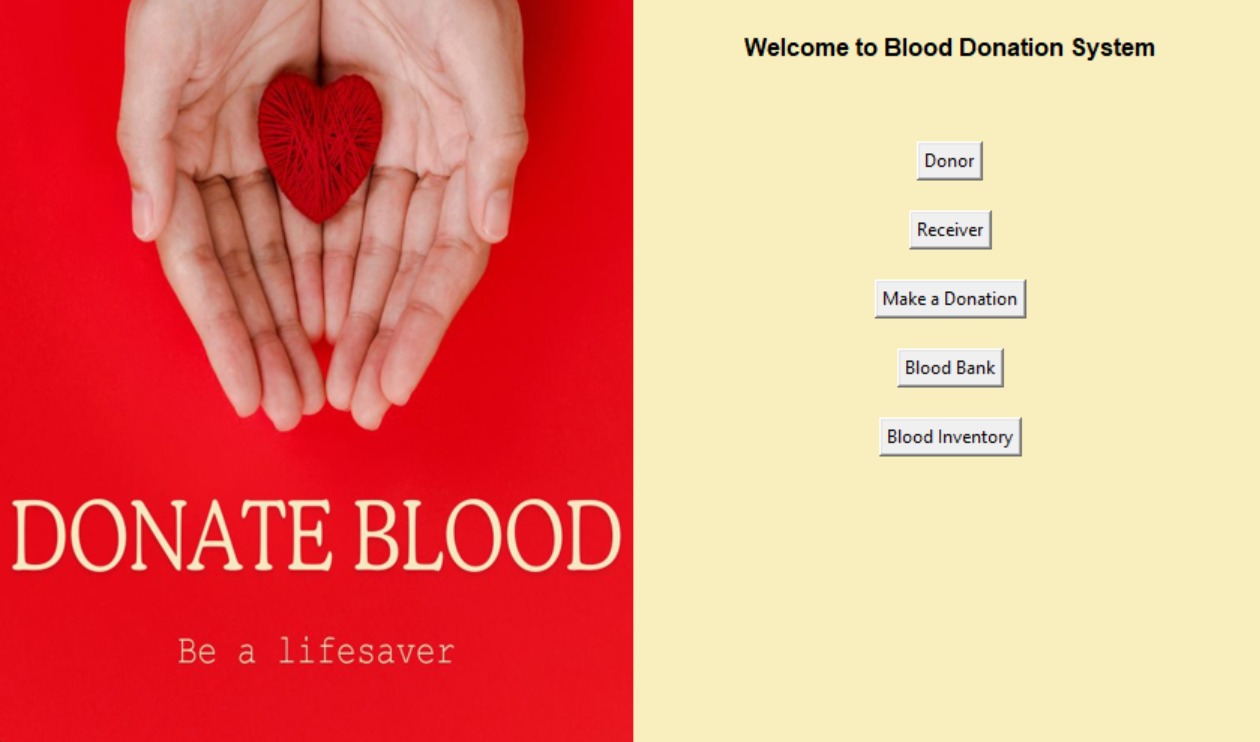 DONATE BLOOD
Be a lifesaver
Welcome to Blood Donation System
Donor
Receiver
Make a Donation
Blood Bank
Blood Inventory